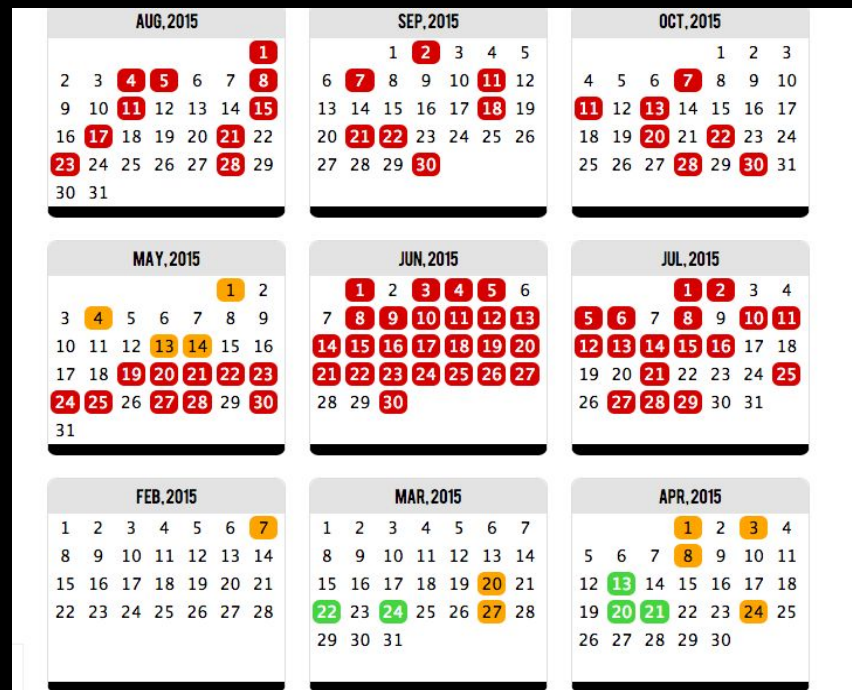 AUG, 2015
1
2 3 4 5 6 7 8
9 10 11 12 13 14 15
16 17 18 19 20 21 22
23 24 25 26 27 28 29
30 31
SEP, 2015
1 2 3 4 5
6 7 8 9 10 11 12
13 14 15 16 17 18 19
20 21 22 23 24 25 26
27 28 29 30
OCT, 2015
1 2 3
4 5 6 7 8 9 10
11 12 13 14 15 16 17
18 19 20 21 22 23 24
25 26 27 28 29 30 31
MAY, 2015
1 2
3 4 5 6 7 8 9
10 11 12 13 14 15 16
17 18 19 20 21 22 23
24 25 26 27 28 29 30
31
JUN, 2015
1 2 3 4 5 6
7 8 9 10 11 12 13
14 15 16 17 18 19 20
21 22 23 24 25 26 27
28 29 30
JUL, 2015
1 2 3 4
5 6 7 8 9 10 11
12 13 14 15 16 17 18
19 20 21 22 23 24 25
26 27 28 29 30 31
FEB, 2015
1 2 3 4 5 6 7
8 9 10 11 12 13 14
15 16 17 18 19 20 21
22 23 24 25 26 27 28
MAR, 2015
1 2 3 4 5 6 7
8 9 10 11 12 13 14
15 16 17 18 19 20 21
22 23 24 25 26 27 28
29 30 31
APR, 2015
1 2 3 4
5 6 7 8 9 10 11
12 13 14 15 16 17 18
19 20 21 22 23 24 25
26 27 28 29 30